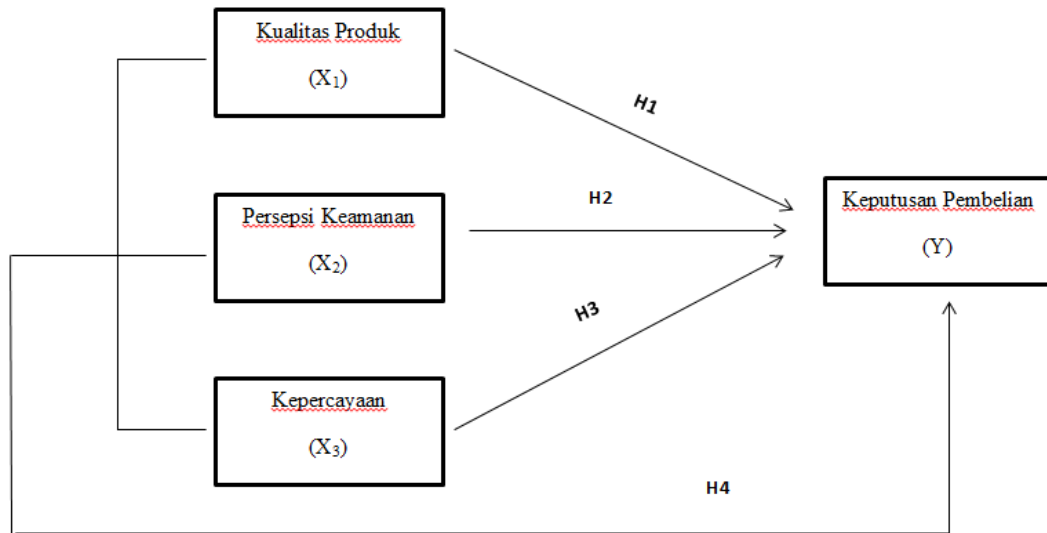 Kualitas Produk
(X₁)
H1
Persepsi Keamanan
(X₂)
H2
Keputusan Pembelian
(Y)
H3
Kepercayaan
(X₃)
H4